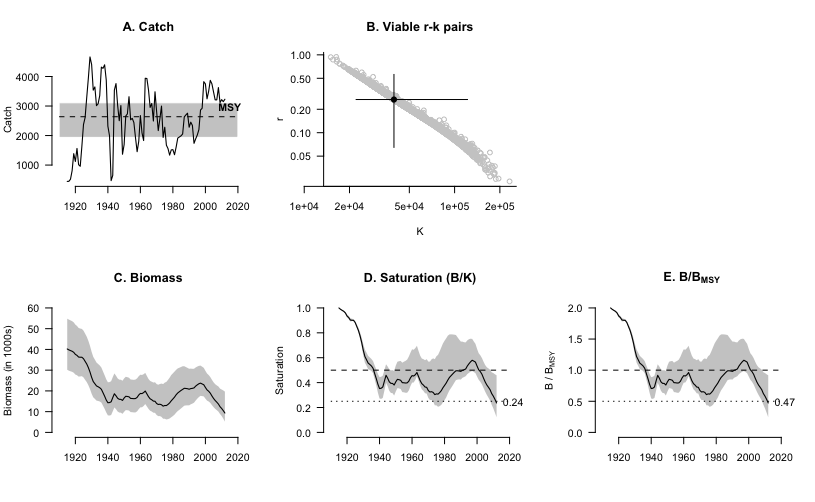 A. Catch
B. Viable r-k pairs
Catch
4000
3000
2000
1000
MSY
1920 1940 1960 1980 2000 2020
r
1.00
0.50
0.20
0.10
0.05
1e+04 2e+04 5e+04 1e+05 2e+05
K
C. Biomass
D. Saturation (B/K)
E. B/BMSY
Biomass (in 1000s)
60
50
40
30
20
10
0
1920 1940 1960 1980 2000 2020
Saturation
1.0
0.8
0.6
0.4
0.2
0.0
0.24
1920 1940 1960 1980 2000 2020
B / BMSY
2.0
1.5
1.0
0.5
0.0
0.47
1920 1940 1960 1980 2000 2020